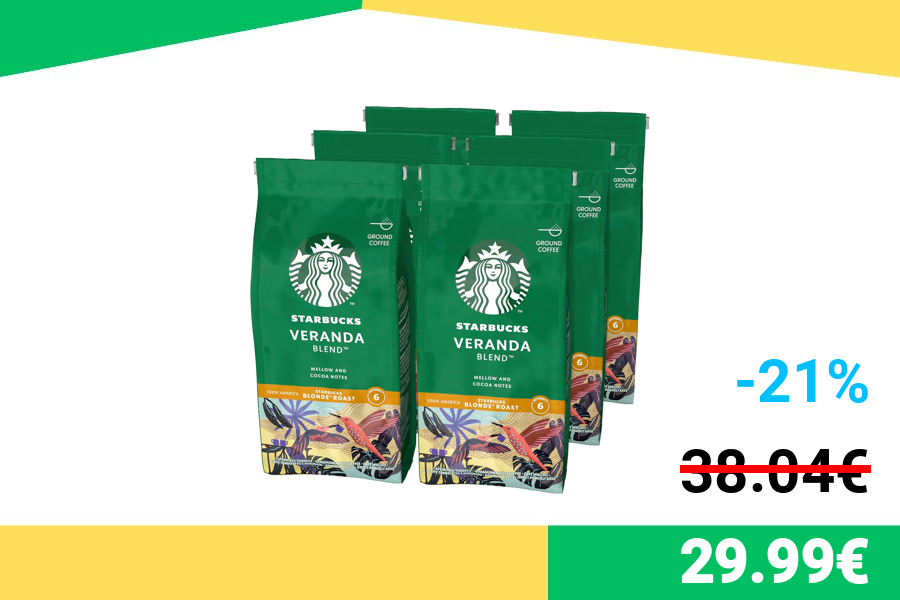 GROUND
COFFEE
GROUND
COFFEE
GROUND
COFFEE
GROUND
COFFEE
STARBUCKS
VERANDA
BLEND™
MELLOW AND
COCOA NOTES
100% ARABICA
STARBUCKS
BLONDE® ROAST
6
STARBUCKS
VERANDA
BLEND™
MELLOW AND
COCOA NOTES
100% ARABICA
STARBUCKS
BLONDE® ROAST
6
6
6
-21%
38.04€
29.99€